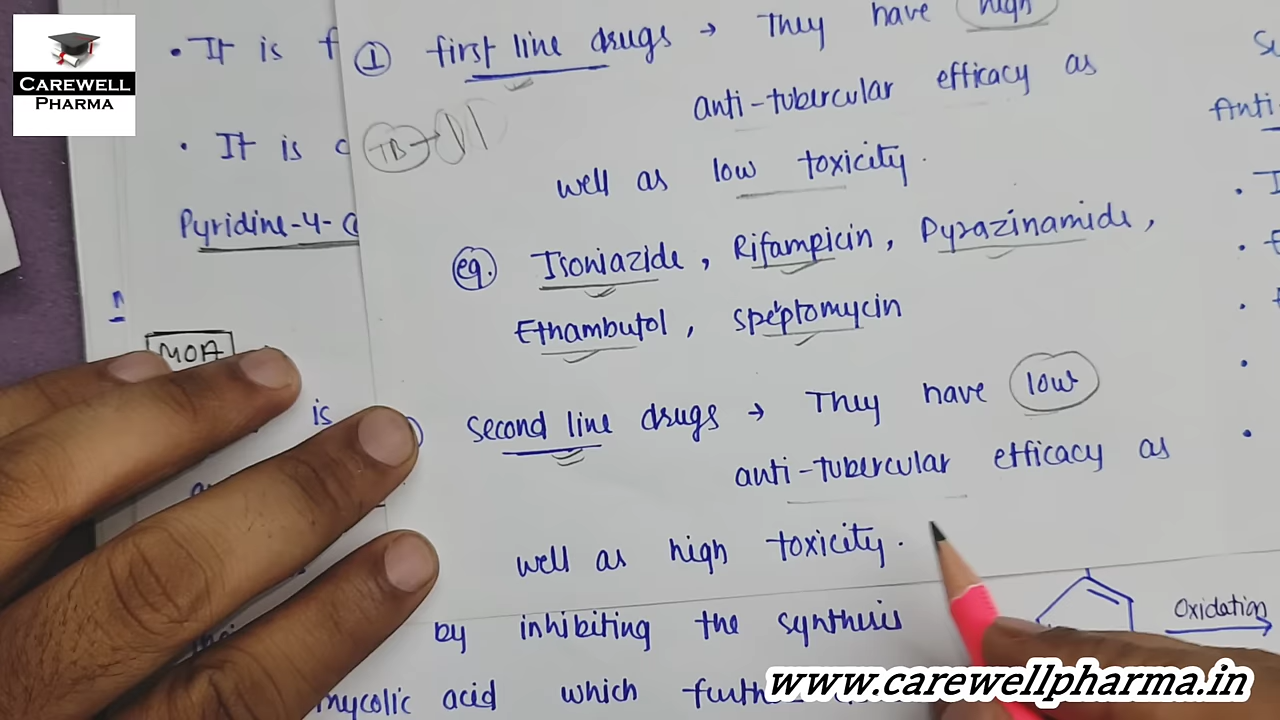 CAREWELL
PHARMA
• It is
• It is
Pyridine-4-
MOA
is
① first line drugs → They have high
anti-tubercular efficacy as
TB →
well as low toxicity.
eg. Isoniazide, Rifampicin, Pyrazinamide,
Ethambutol, Speptomycin
second line drugs → They have low
anti-tubercular efficacy as
well as high toxicity.
by inhibiting the synthesis
mycolic acid which
Anti-
Oxidation
www.carewellpharma.in